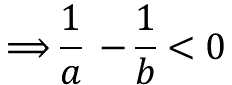 ⟹ 1/a − 1/b < 0